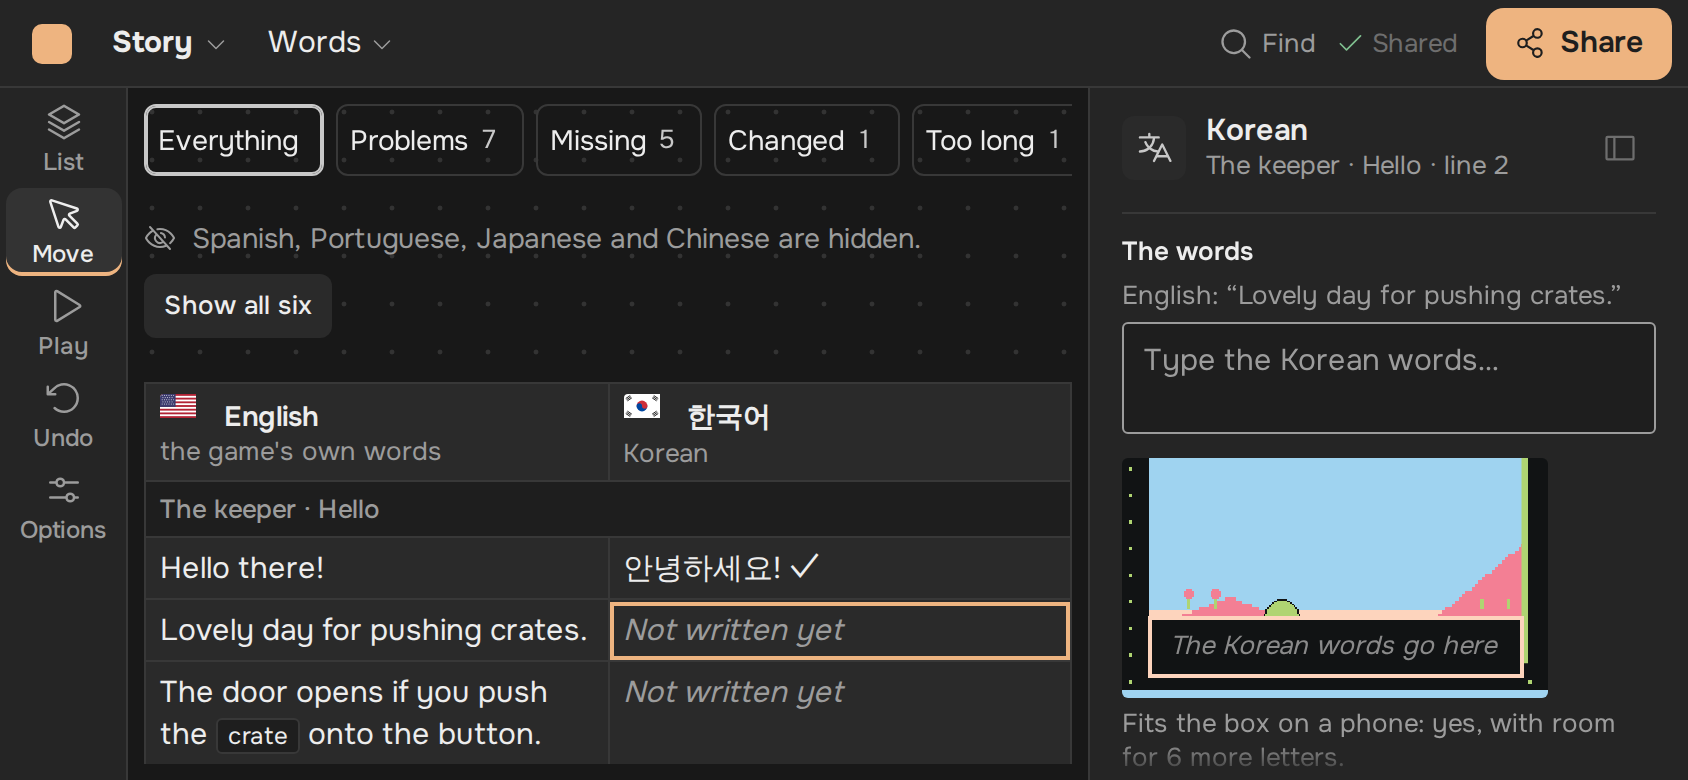 Story
Words
Find
Shared
Share
List
Move
Play
Undo
Options
Everything
Problems 7
Missing 5
Changed 1
Too long 1
Spanish, Portuguese, Japanese and Chinese are hidden.
Show all six
English
the game's own words
한국어
Korean
The keeper · Hello
Hello there!
안녕하세요!
Lovely day for pushing crates.
Not written yet
The door opens if you push
the crate onto the button.
Not written yet
Korean
The keeper · Hello · line 2
The words
English: “Lovely day for pushing crates.”
Type the Korean words...
The Korean words go here
Fits the box on a phone: yes, with room
for 6 more letters.